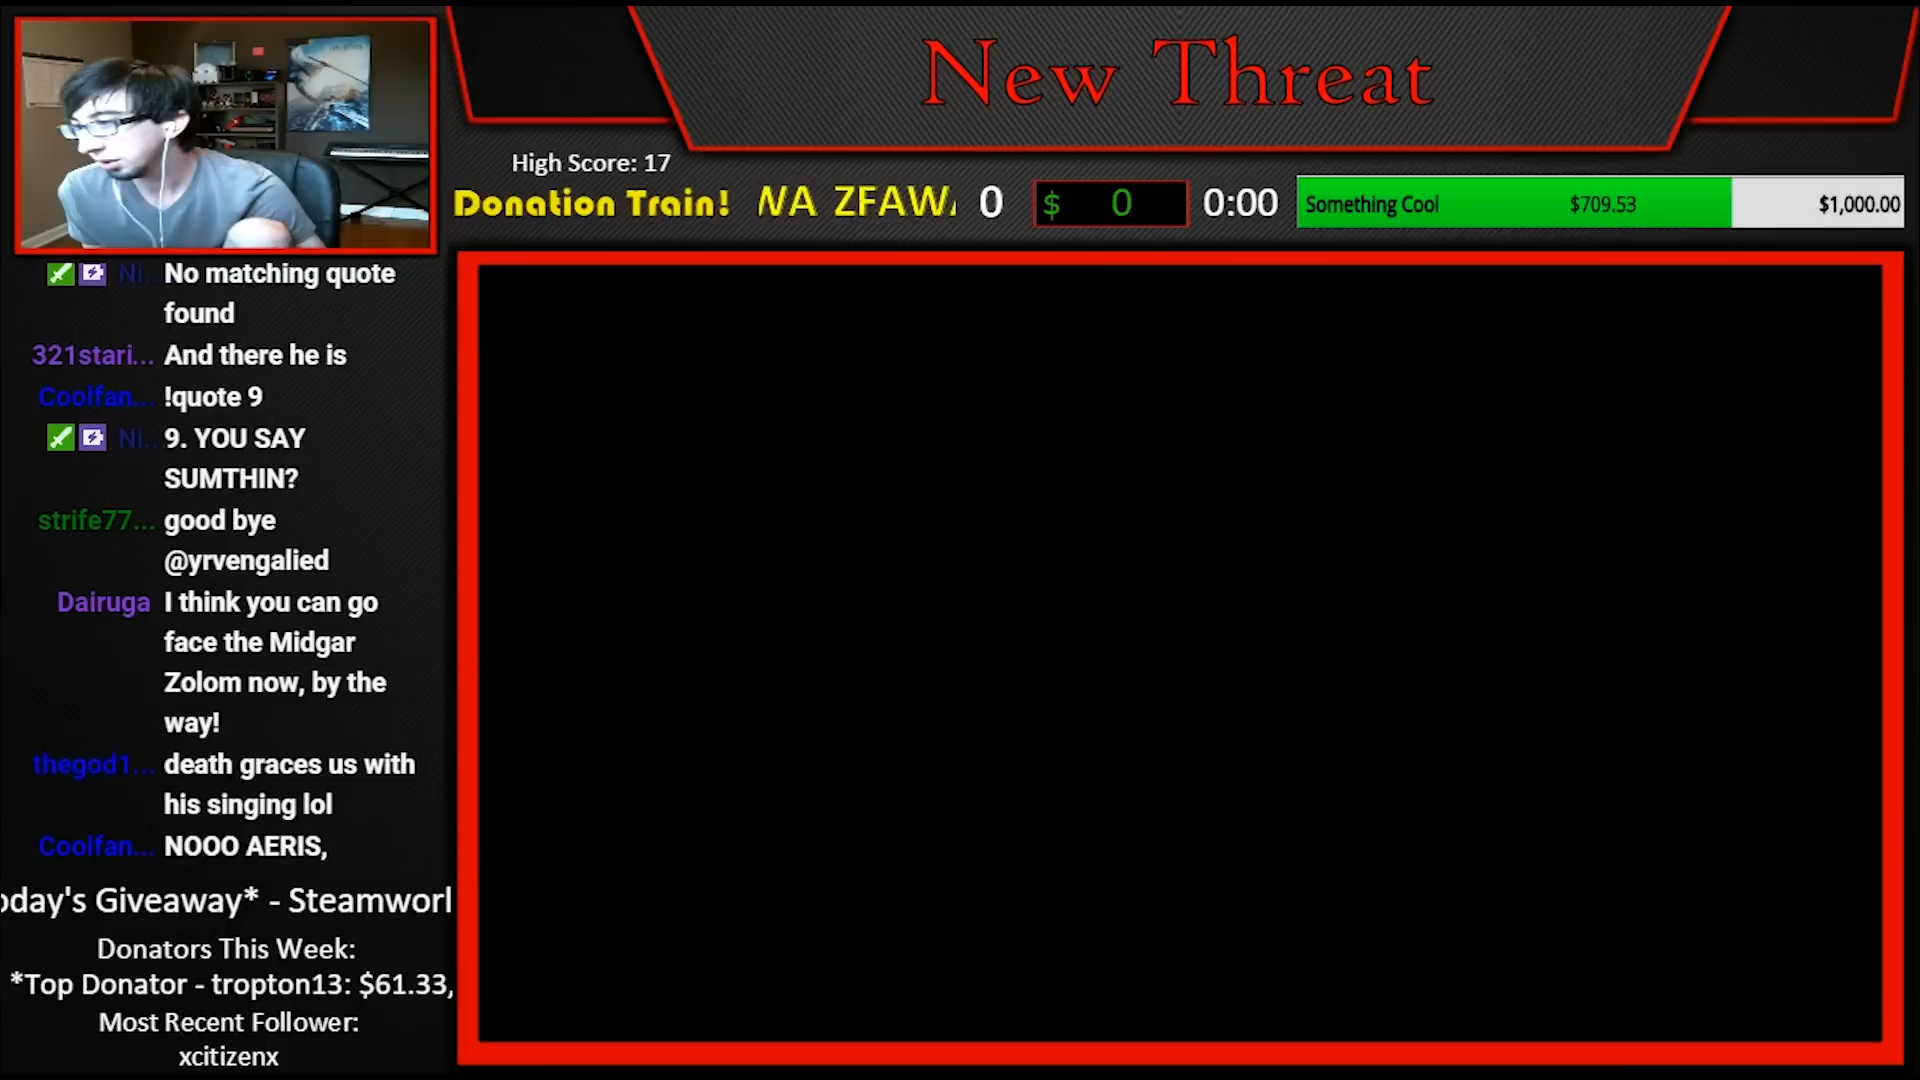 New Threat
High Score: 17
Donation Train!
WA ZFAWA
0
$ 0
0:00
Something Cool $709.53 $1,000.00
Ni.. No matching quote
found
321stari... And there he is
Coolfan... !quote 9
Ni.. 9. YOU SAY
SUMTHIN?
strife77... good bye
@yrvengalied
Dairuga I think you can go
face the Midgar
Zolom now, by the
way!
thegod1... death graces us with
his singing lol
Coolfan... NOOO AERIS,
oday's Giveaway* - Steamworl
Donators This Week:
*Top Donator - tropton13: $61.33,
Most Recent Follower:
xcitizenx